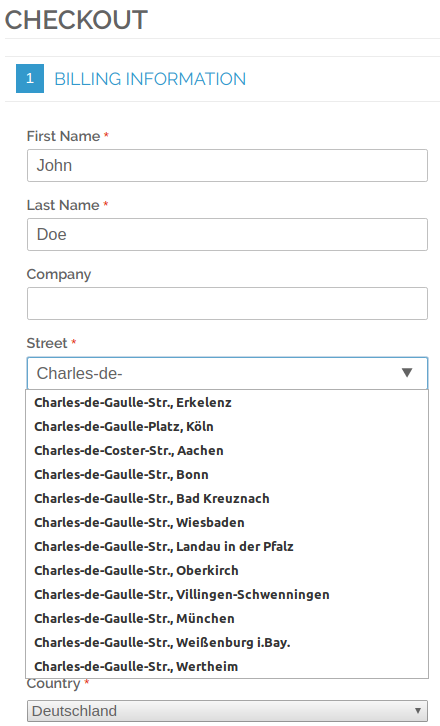 CHECKOUT
1 BILLING INFORMATION
First Name *
John
Last Name *
Doe
Company
Street *
Charles-de-
Charles-de-Gaulle-Str., Erkelenz
Charles-de-Gaulle-Platz, Köln
Charles-de-Coster-Str., Aachen
Charles-de-Gaulle-Str., Bonn
Charles-de-Gaulle-Str., Bad Kreuznach
Charles-de-Gaulle-Str., Wiesbaden
Charles-de-Gaulle-Str., Landau in der Pfalz
Charles-de-Gaulle-Str., Oberkirch
Charles-de-Gaulle-Str., Villingen-Schwenningen
Charles-de-Gaulle-Str., München
Charles-de-Gaulle-Str., Weißenburg i.Bay.
Charles-de-Gaulle-Str., Wertheim
Country *
Deutschland